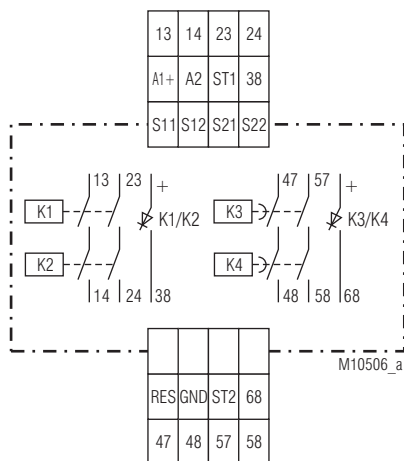 13 14 23 24
A1+ A2 ST1 38
S11 S12 S21 S22
13 23 + 47 57 +
K1 K1/K2 K3 K3/K4
K2 K4
14 24 38 48 58 68
M10506_a
RES GND ST2 68
47 48 57 58